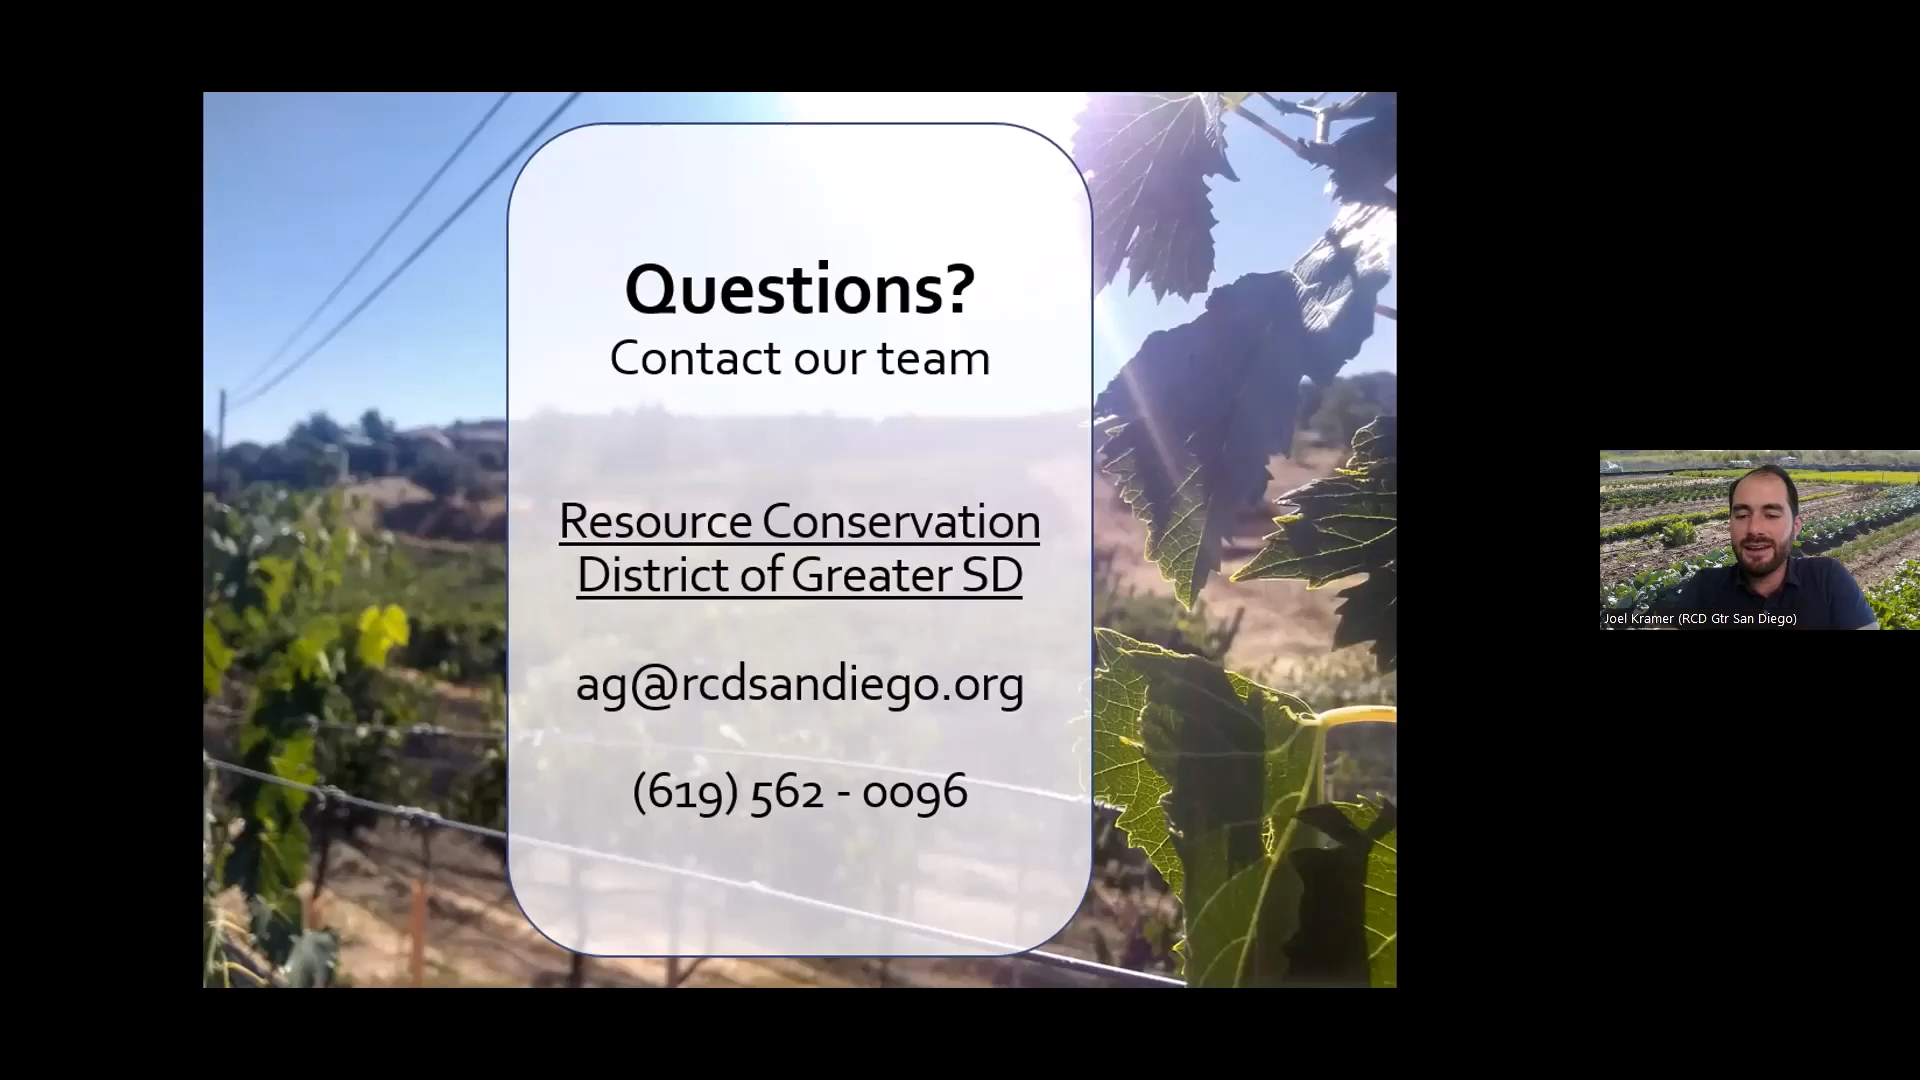 Questions?
Contact our team
Resource Conservation
District of Greater SD
ag@rcdsandiego.org
(619) 562 - 0096
Joel Kramer (RCD Gtr San Diego)